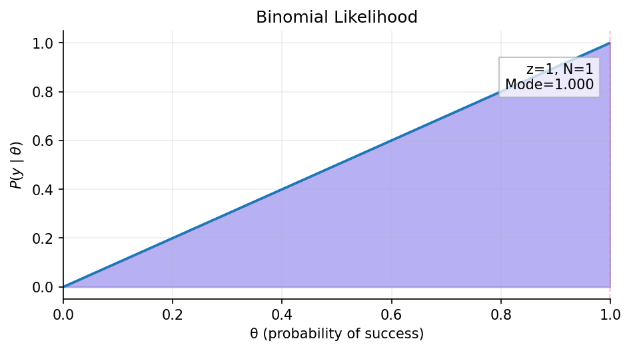 Binomial Likelihood
z=1, N=1
Mode=1.000
P(y | θ)
1.0
0.8
0.6
0.4
0.2
0.0
0.0 0.2 0.4 0.6 0.8 1.0
θ (probability of success)